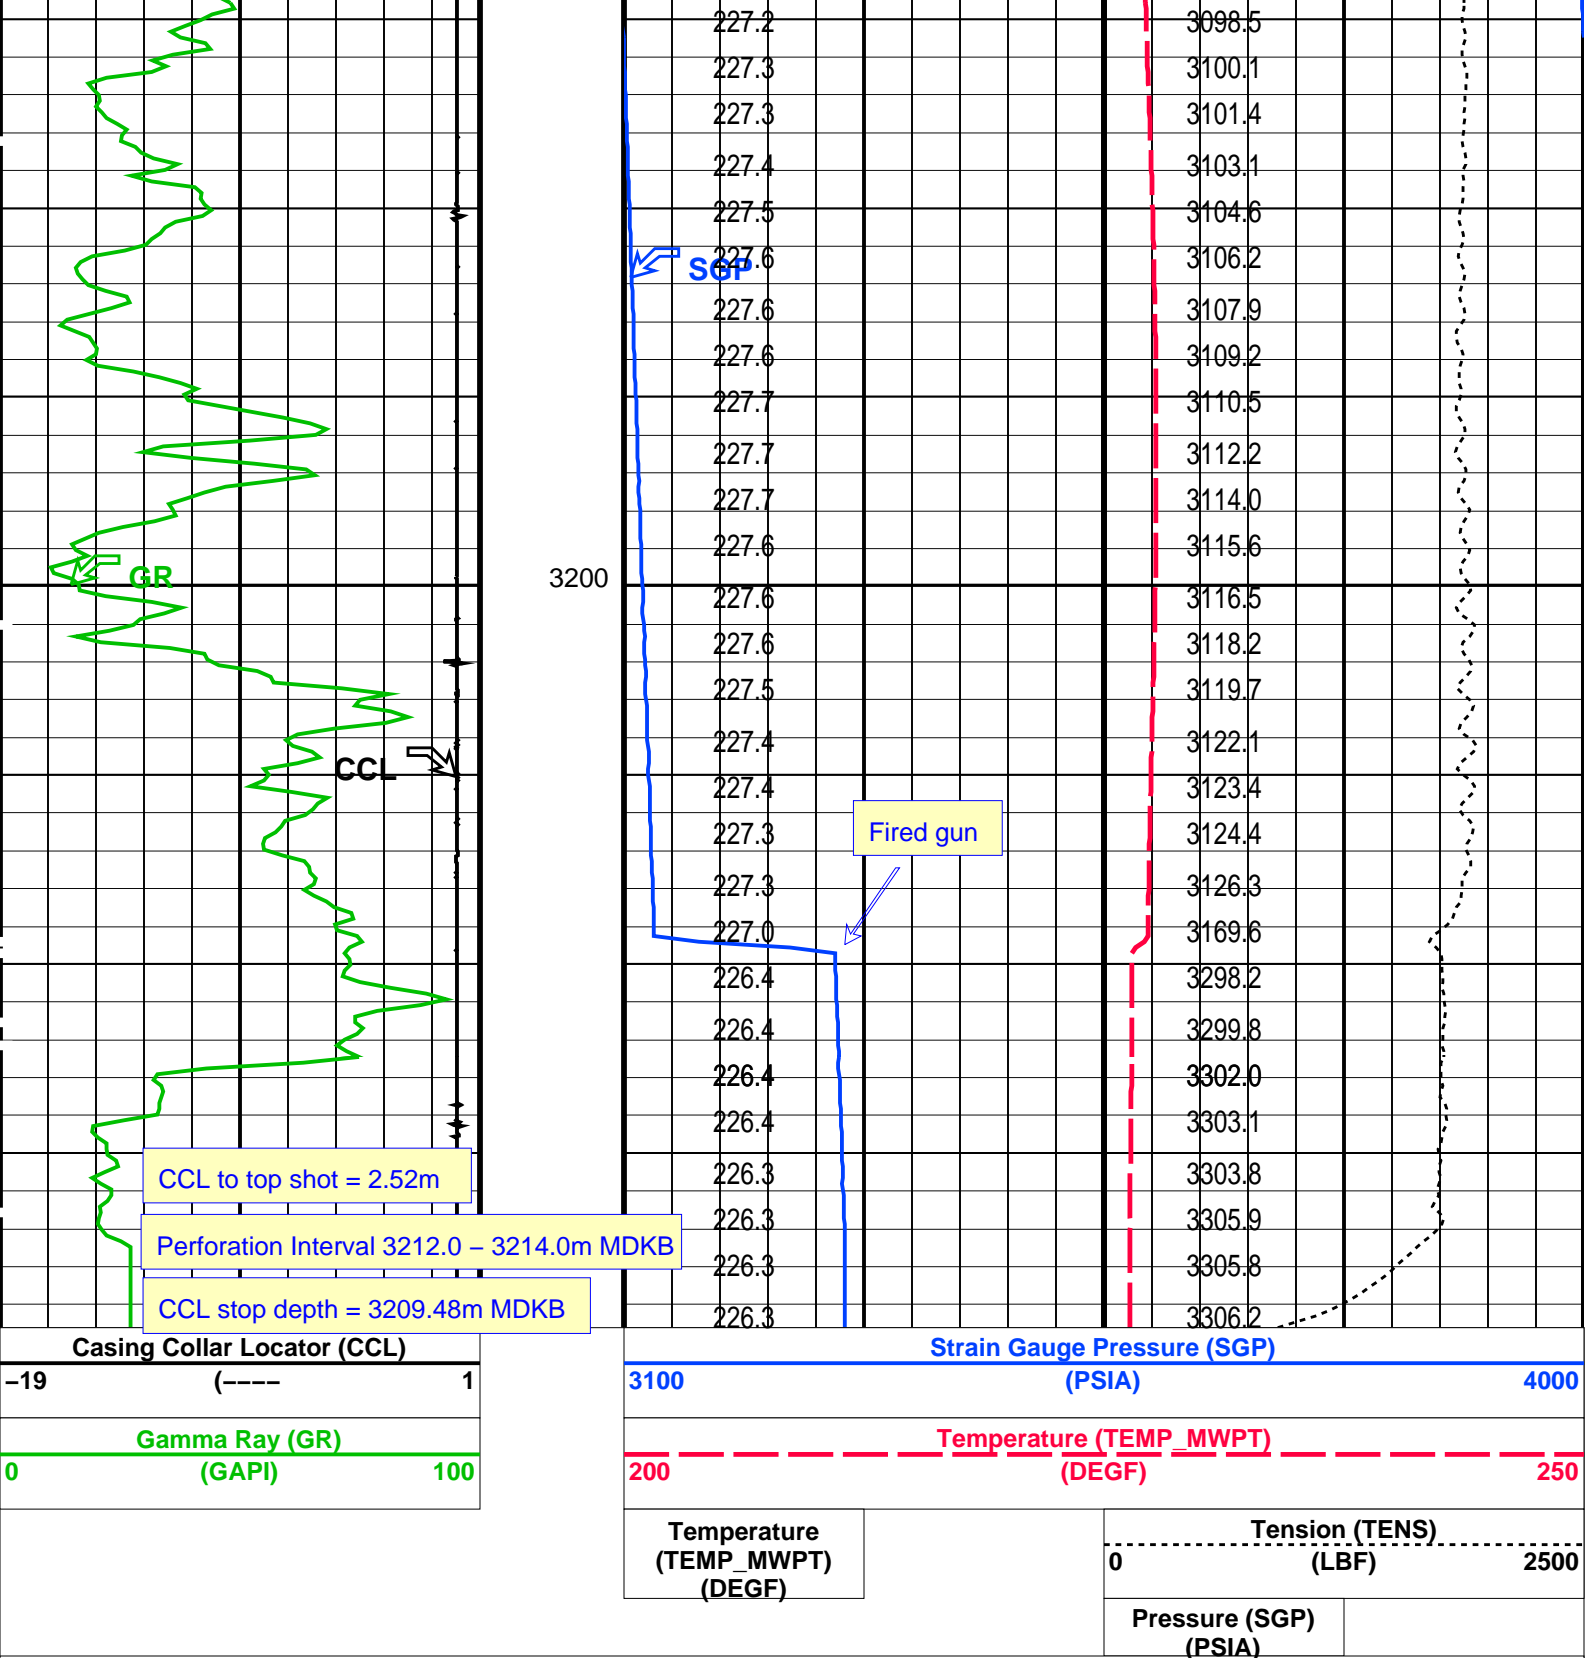 227.2 3098.5
227.3 3100.1
227.3 3101.4
227.4 3103.1
227.5 3104.6
227.6 3106.2
SGP
227.6 3107.9
227.6 3109.2
227.7 3110.5
227.7 3112.2
227.7 3114.0
227.6 3115.6
GR
3200
227.6 3116.5
227.6 3118.2
227.5 3119.7
227.4 3122.1
CCL
227.4 3123.4
227.3 3124.4
Fired gun
227.3 3126.3
227.0 3169.6
226.4 3298.2
226.4 3299.8
226.4 3302.0
226.4 3303.1
226.3 3303.8
CCL to top shot = 2.52m
226.3 3305.9
Perforation Interval 3212.0 – 3214.0m MDKB
226.3 3305.8
CCL stop depth = 3209.48m MDKB
226.3 3306.2
Casing Collar Locator (CCL)
–19 (–––– 1
Gamma Ray (GR)
0 (GAPI) 100
Strain Gauge Pressure (SGP)
3100 (PSIA) 4000
Temperature (TEMP_MWPT)
200 (DEGF) 250
Temperature
(TEMP_MWPT)
(DEGF)
Tension (TENS)
0 (LBF) 2500
Pressure (SGP)
(PSIA)